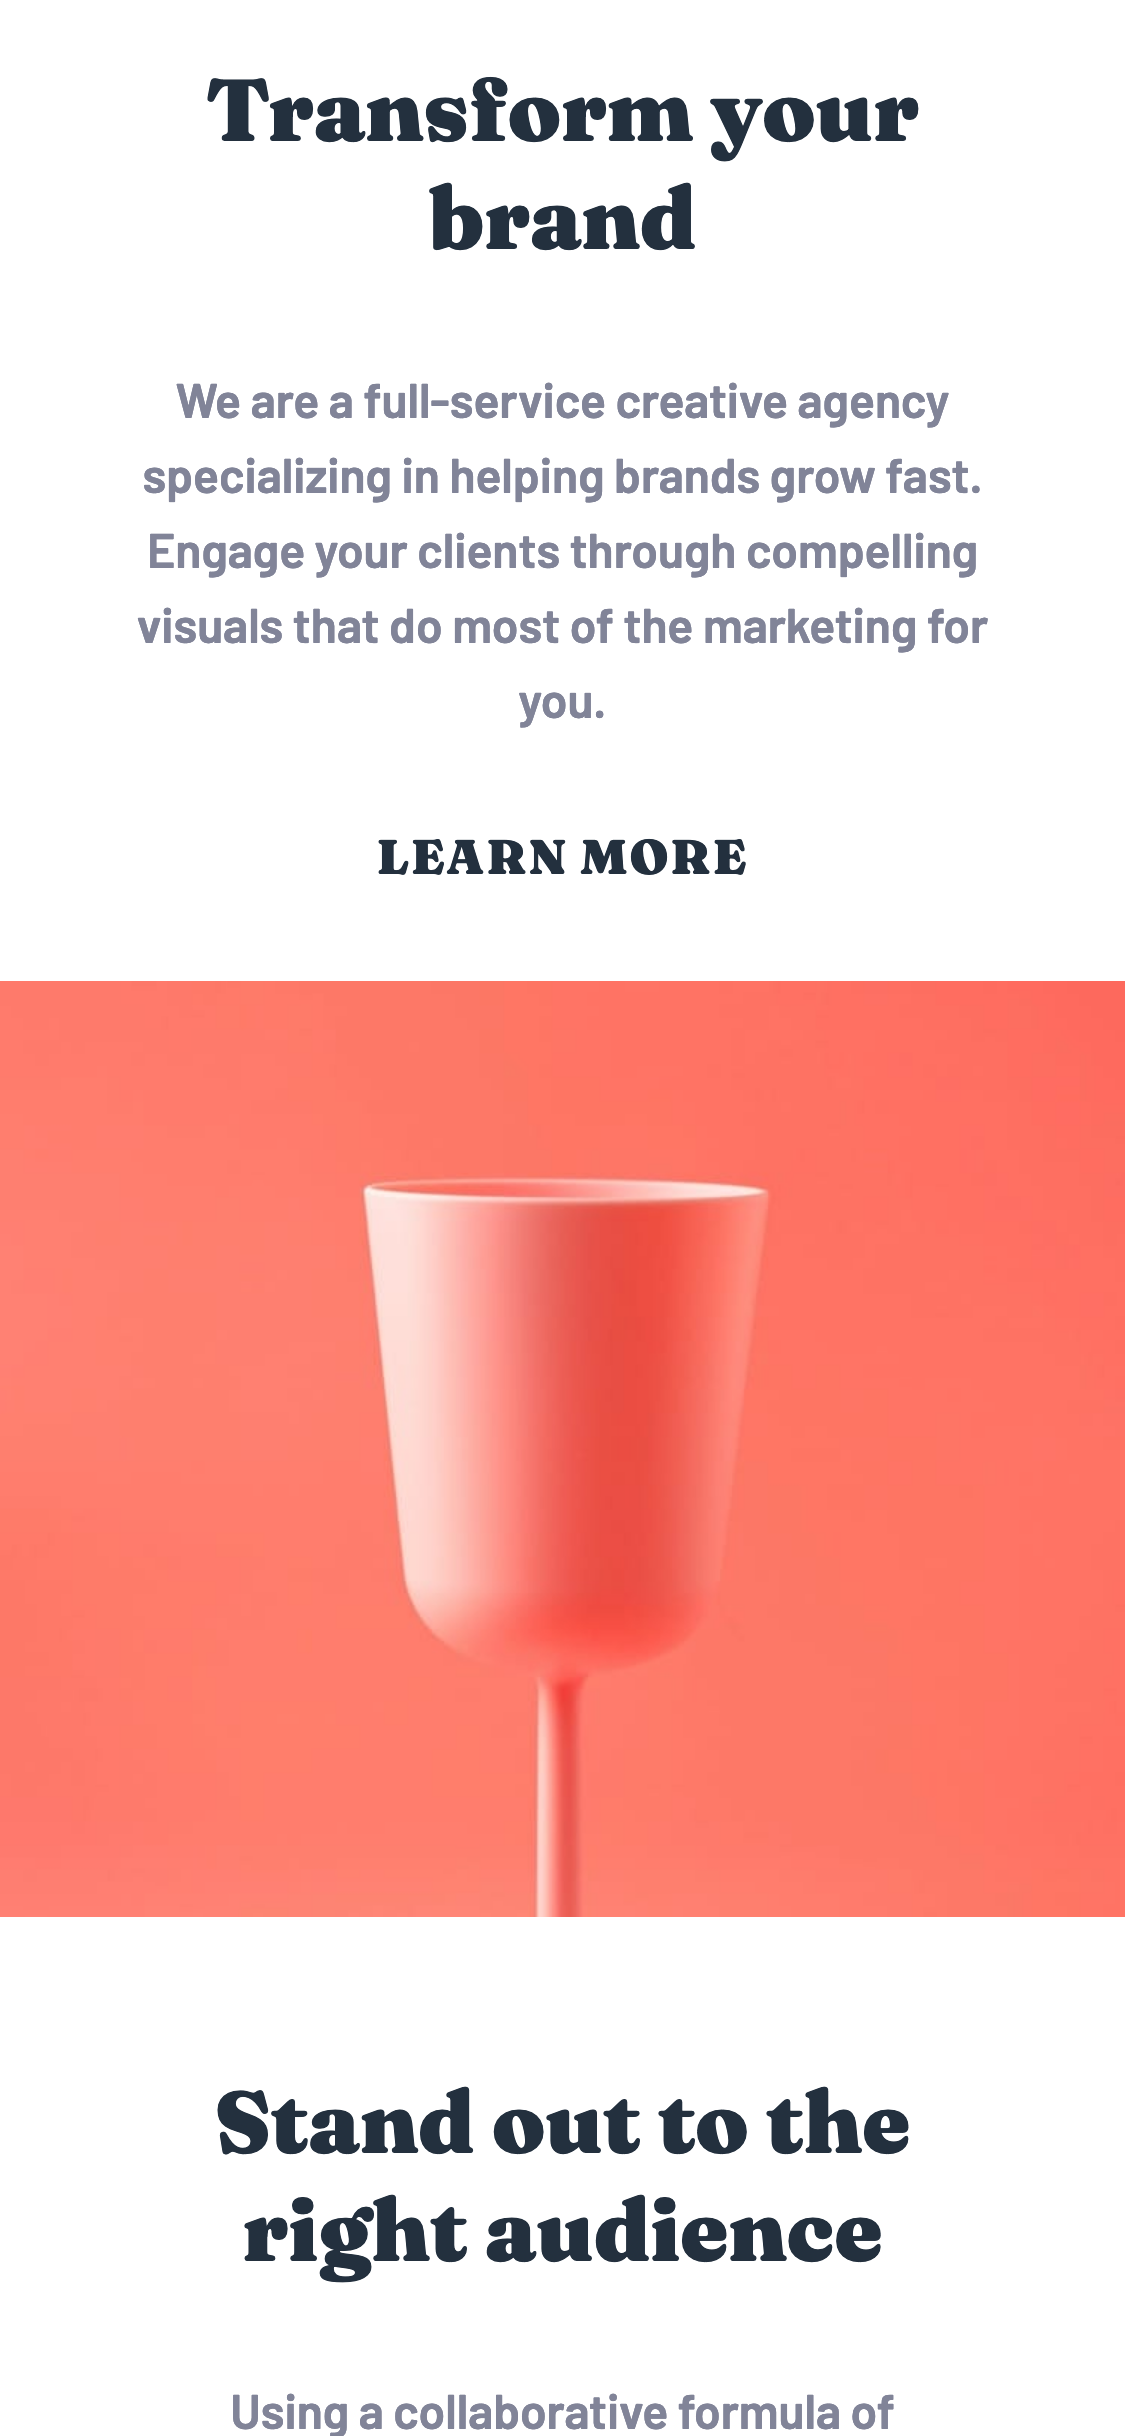 Transform your
brand
We are a full-service creative agency
specializing in helping brands grow fast.
Engage your clients through compelling
visuals that do most of the marketing for
you.
LEARN MORE
Stand out to the
right audience
Using a collaborative formula of